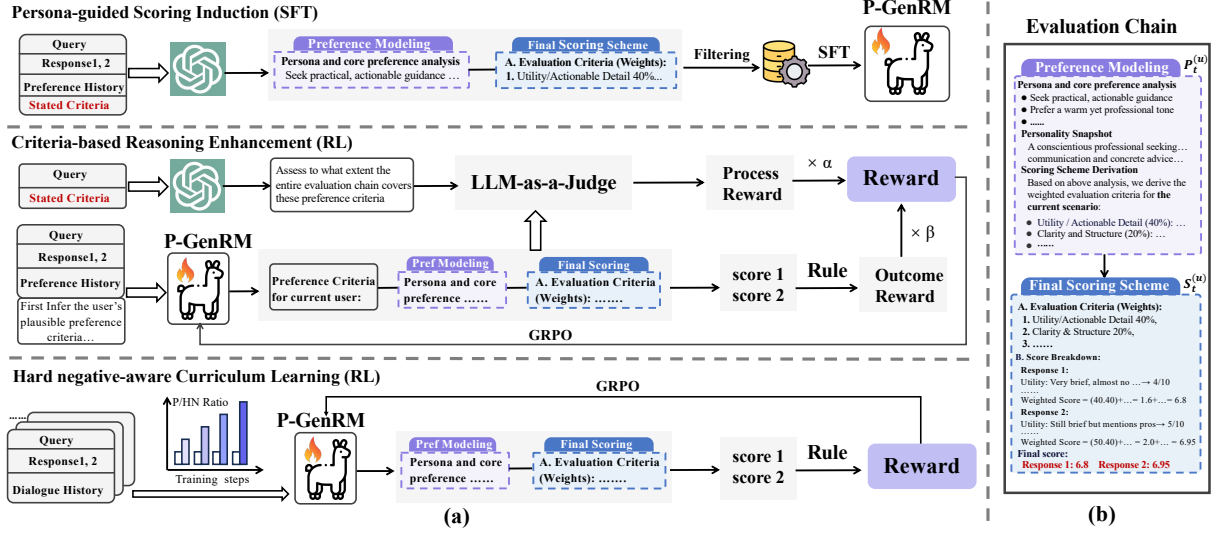 Persona-guided Scoring Induction (SFT)
Query
Response1, 2
Preference History
Stated Criteria
Preference Modeling
Persona and core preference analysis
Seek practical, actionable guidance …
Final Scoring Scheme
A. Evaluation Criteria (Weights):
1. Utility/Actionable Detail 40%...
Filtering
SFT
P-GenRM
Criteria-based Reasoning Enhancement (RL)
Query
Stated Criteria
Assess to what extent the
entire evaluation chain covers
these preference criteria
LLM-as-a-Judge
Process
Reward
× α
Reward
× β
Query
Response1, 2
Preference History
First Infer the user's
plausible preference
criteria…
P-GenRM
Preference Criteria
for current user:
Pref Modeling
Persona and core
preference ……
Final Scoring
A. Evaluation Criteria
(Weights): …….
score 1
score 2
Rule
Outcome
Reward
GRPO
Hard negative-aware Curriculum Learning (RL)
……
Query
Response1, 2
Dialogue History
P/HN Ratio
Training steps
P-GenRM
GRPO
Pref Modeling
Persona and core
preference ……
Final Scoring
A. Evaluation Criteria
(Weights): …….
score 1
score 2
Rule
Reward
(a)
Evaluation Chain
Preference Modeling
P_t^(u)
Persona and core preference analysis
● Seek practical, actionable guidance
● Prefer a warm yet professional tone
● ......
Personality Snapshot
A conscientious professional seeking…
communication and concrete advice…
Scoring Scheme Derivation
Based on above analysis, we derive the
weighted evaluation criteria for the
current scenario:
● Utility / Actionable Detail (40%): …
● Clarity and Structure (20%): …
● ……
Final Scoring Scheme
S_t^(u)
A. Evaluation Criteria (Weights):
1. Utility/Actionable Detail 40%,
2. Clarity & Structure 20%,
3. ……
B. Score Breakdown:
Response 1:
Utility: Very brief, almost no …→ 4/10
……
Weighted Score = (40.40)+…= 1.6+…= 6.8
Response 2:
Utility: Still brief but mentions pros→ 5/10
……
Weighted Score = (50.40)+…= 2.0+…= 6.95
Final score:
Response 1: 6.8 Response 2: 6.95
(b)